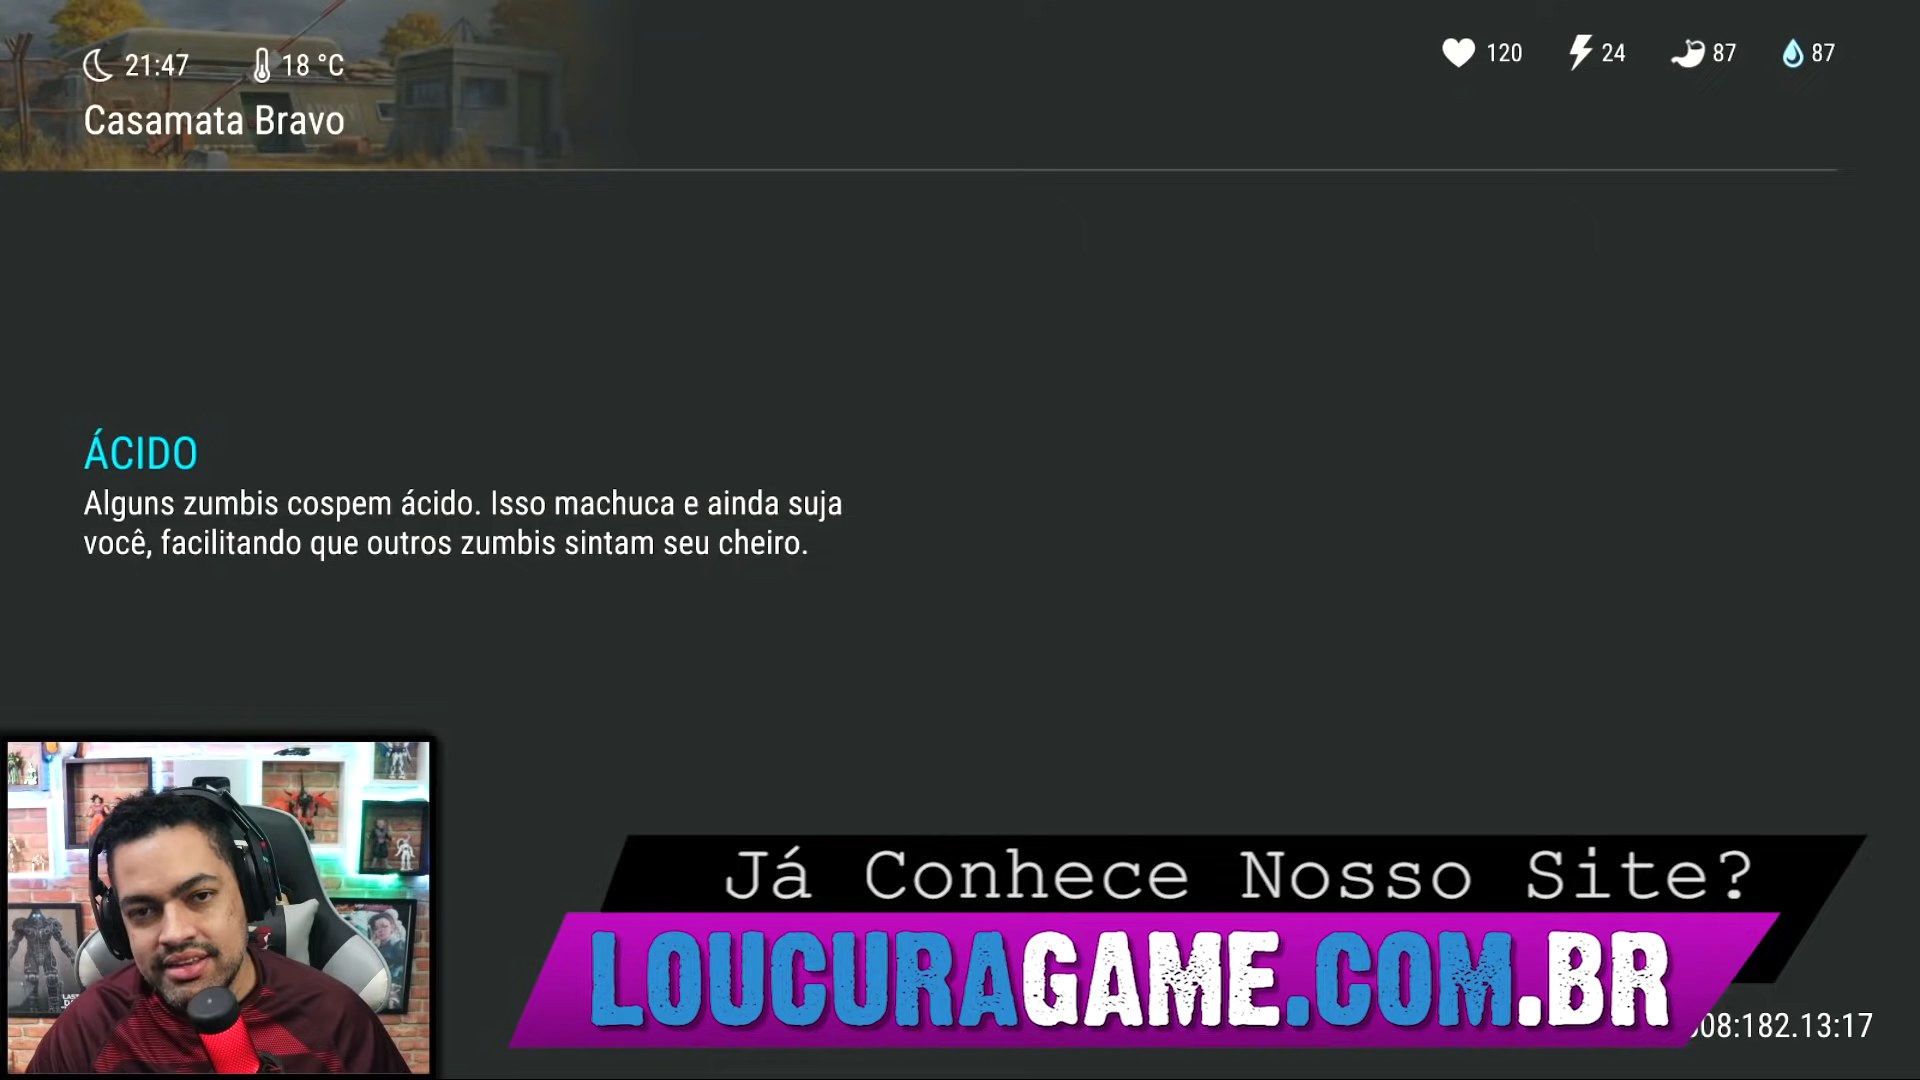 21:47
18 °C
120
24
87
87
Casamata Bravo
ÁCIDO
Alguns zumbis cospem ácido. Isso machuca e ainda suja
você, facilitando que outros zumbis sintam seu cheiro.
Já Conhece Nosso Site?
LOUCURAGAME.COM.BR
08:182.13:17